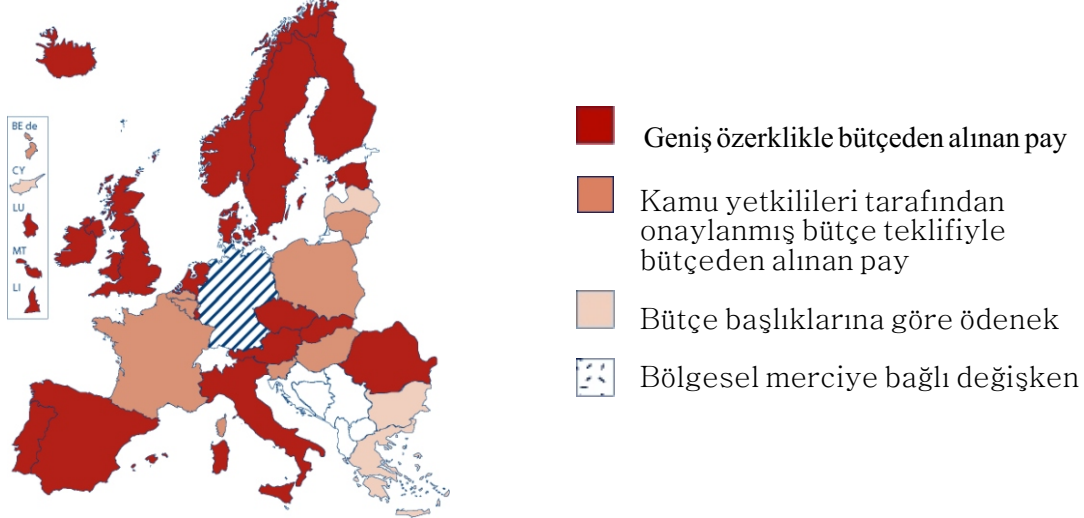 BE de
CY
LU
MT
LI
Geniş özerklikle bütçeden alınan pay
Kamu yetkilileri tarafından
onaylanmış bütçe teklifiyle
bütçeden alınan pay
Bütçe başlıklarına göre ödenek
Bölgesel merciye bağlı değişken